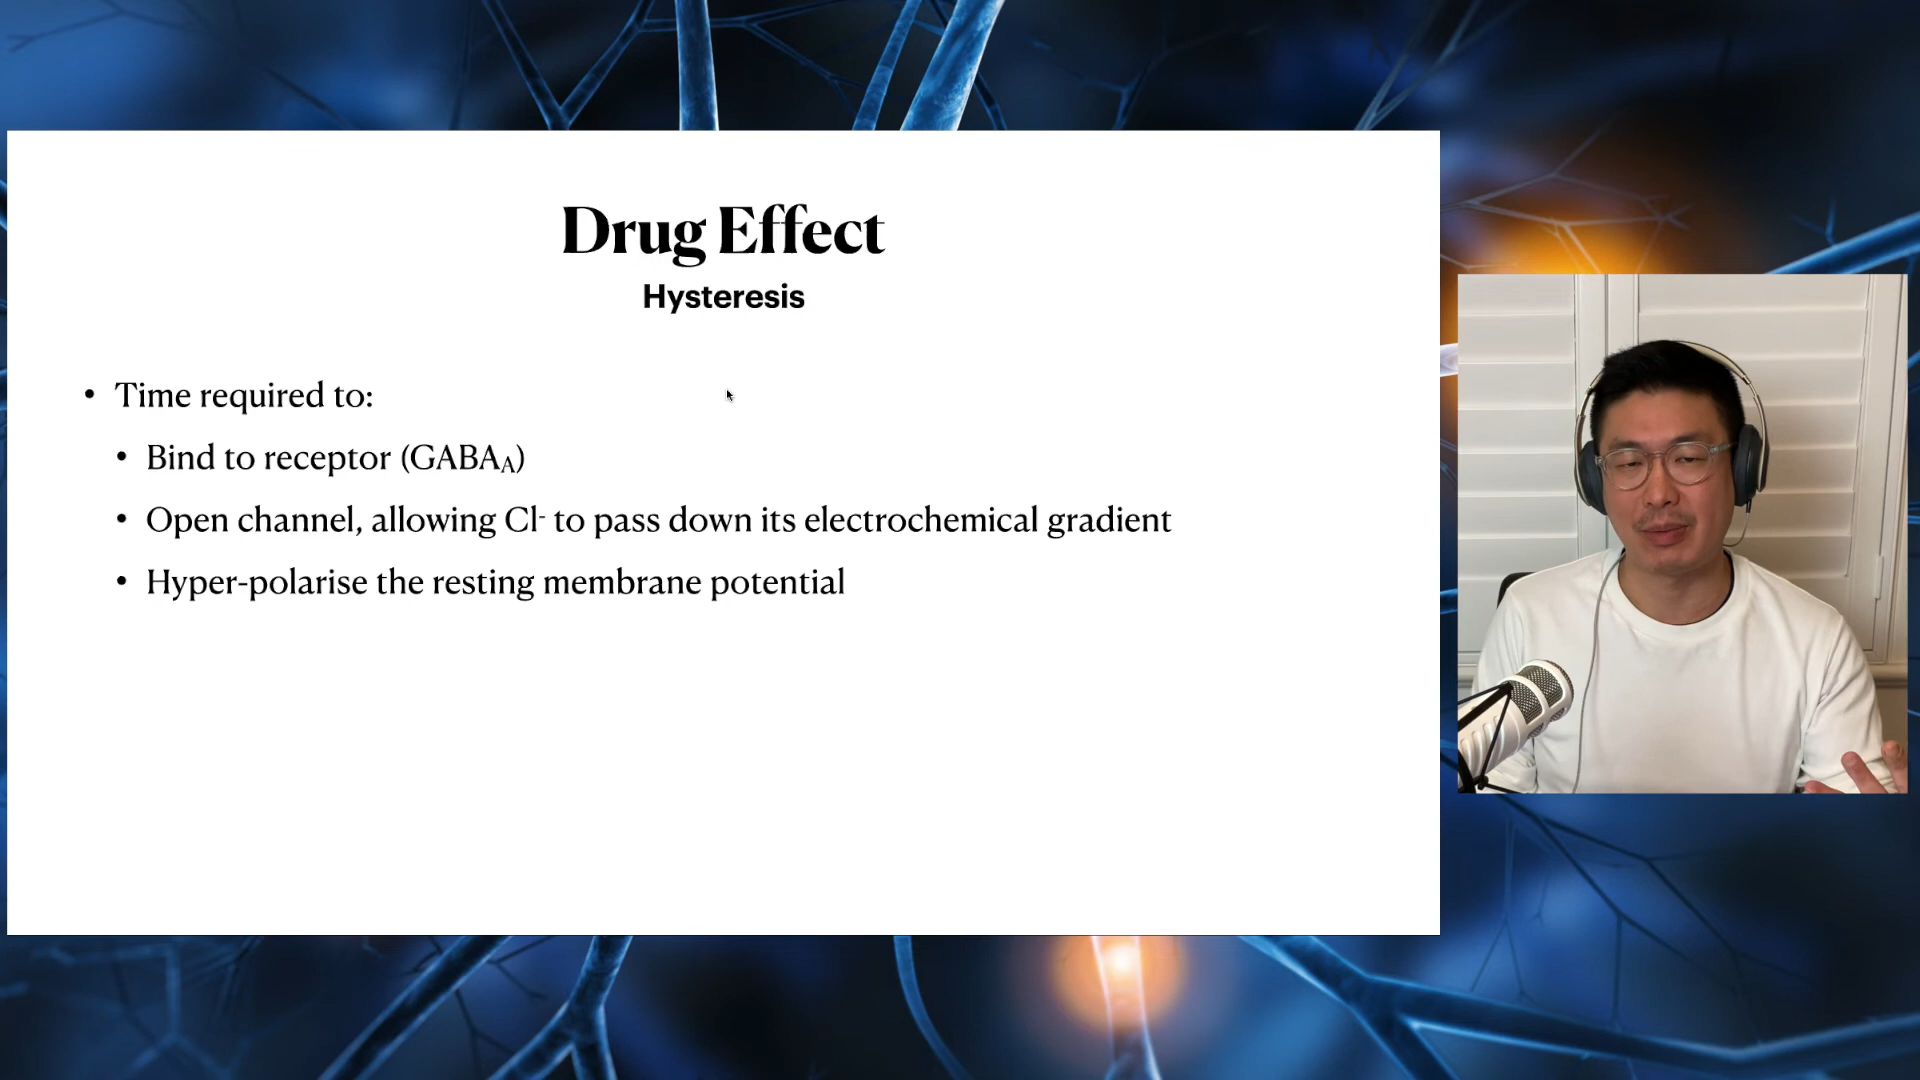 Drug Effect
Hysteresis
• Time required to:
• Bind to receptor (GABAA)
• Open channel, allowing Cl- to pass down its electrochemical gradient
• Hyper-polarise the resting membrane potential